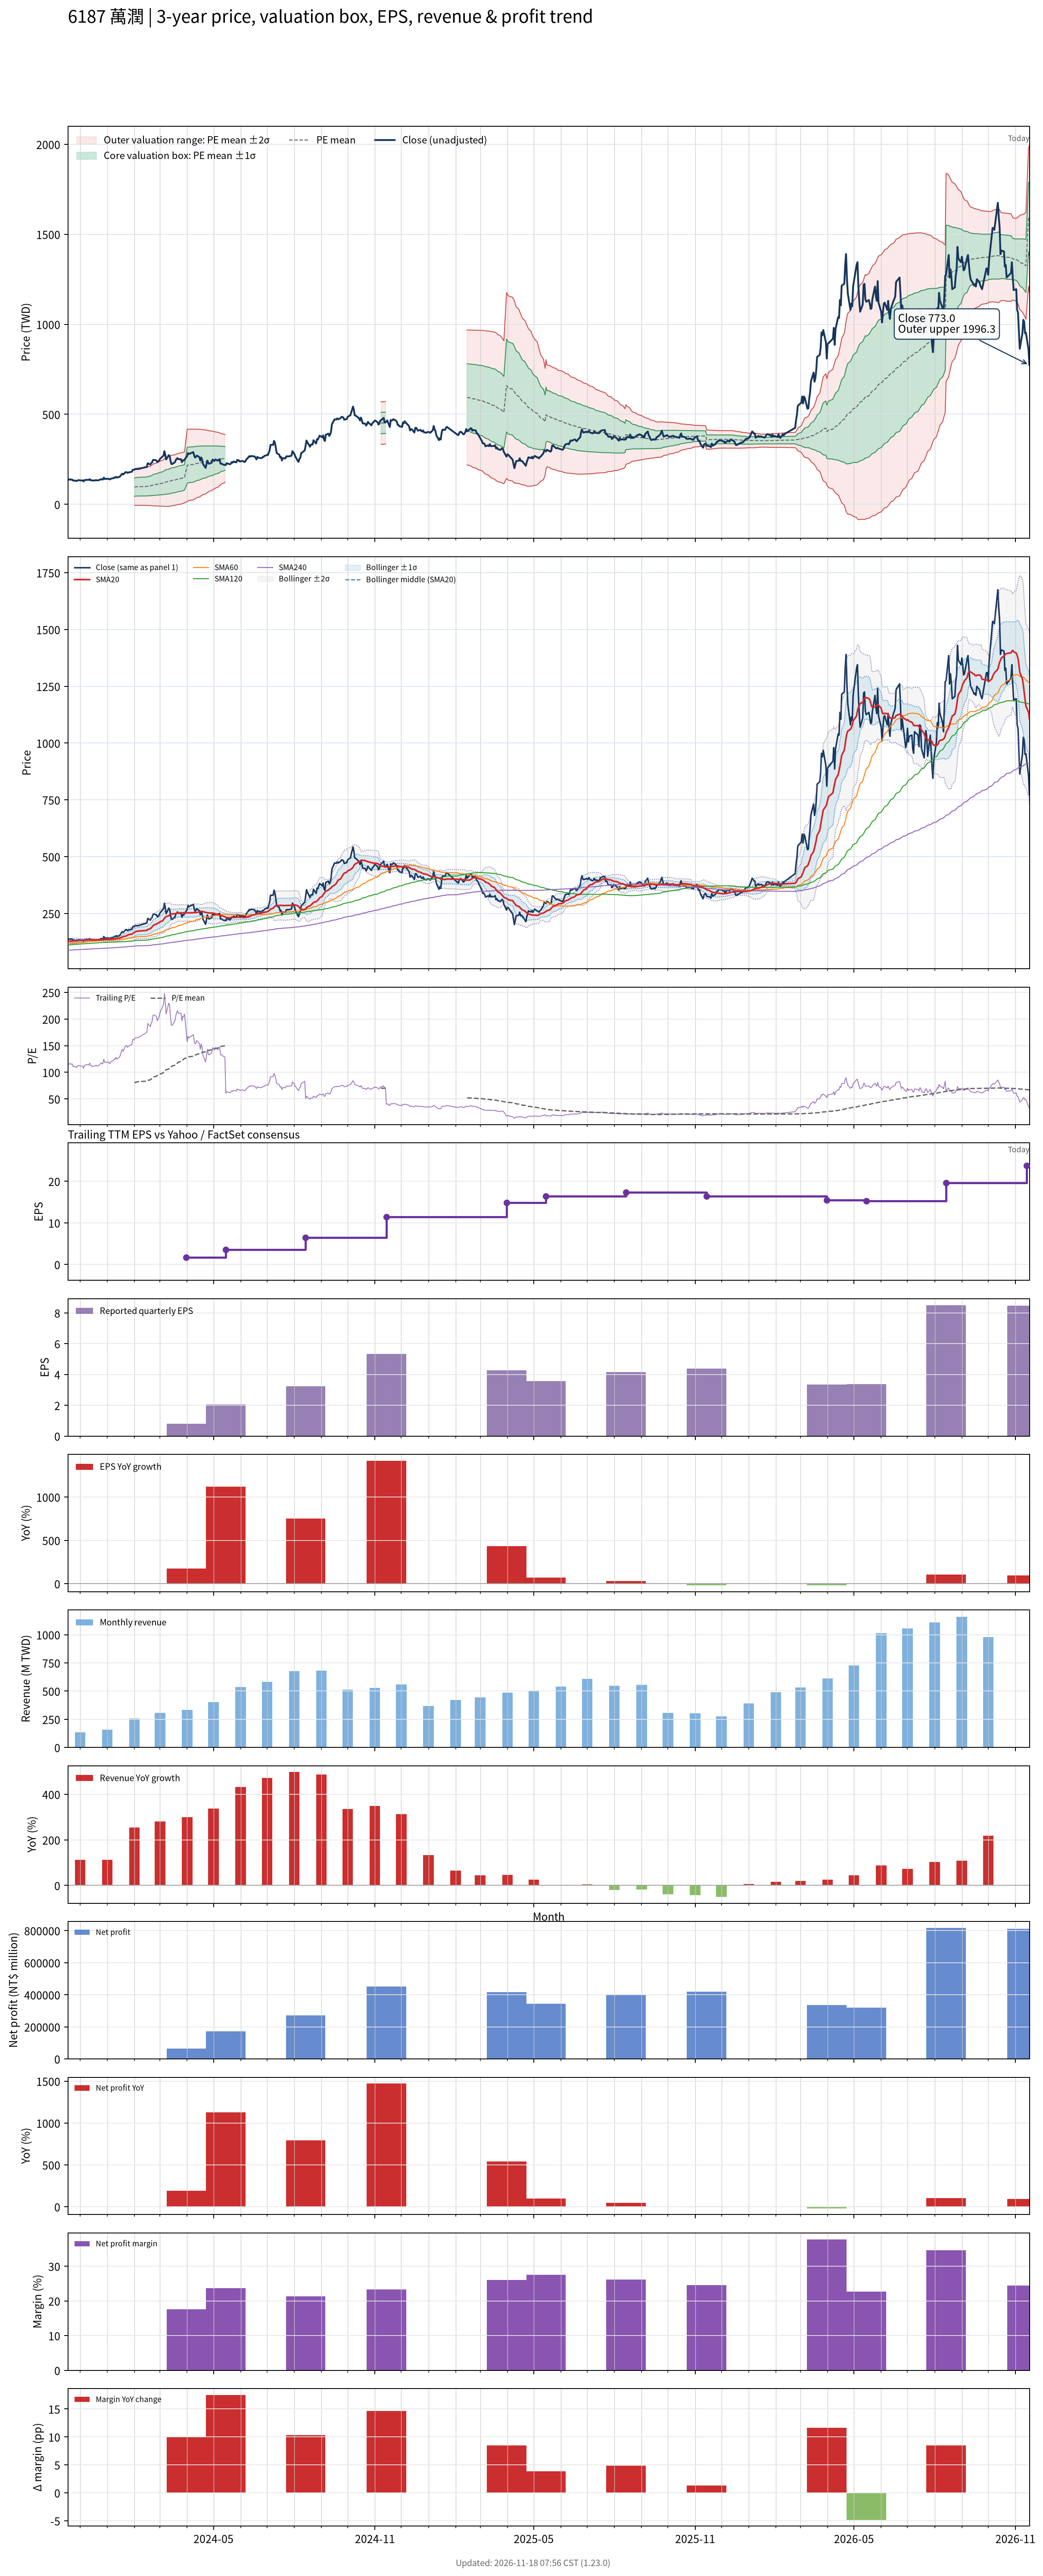 6187 萬潤 | 3-year price, valuation box, EPS, revenue & profit trend
Outer valuation range: PE mean ±2σ
PE mean
Close (unadjusted)
Core valuation box: PE mean ±1σ
Today
Price (TWD)
2000
1500
1000
500
0
Close 773.0
Outer upper 1996.3
Close (same as panel 1)
SMA60
SMA240
Bollinger ±1σ
SMA20
SMA120
Bollinger ±2σ
Bollinger middle (SMA20)
Price
1750
1500
1250
1000
750
500
250
Trailing P/E
P/E mean
P/E
250
200
150
100
50
Trailing TTM EPS vs Yahoo / FactSet consensus
Today
EPS
20
10
0
Reported quarterly EPS
EPS
8
6
4
2
0
EPS YoY growth
YoY (%)
1000
500
0
Monthly revenue
Revenue (M TWD)
1000
750
500
250
0
Revenue YoY growth
YoY (%)
400
200
0
Month
Net profit
Net profit (NT$ million)
800000
600000
400000
200000
0
Net profit YoY
YoY (%)
1500
1000
500
0
Net profit margin
Margin (%)
30
20
10
0
Margin YoY change
Δ margin (pp)
15
10
5
0
-5
2024-05
2024-11
2025-05
2025-11
2026-05
2026-11
Updated: 2026-11-18 07:56 CST (1.23.0)